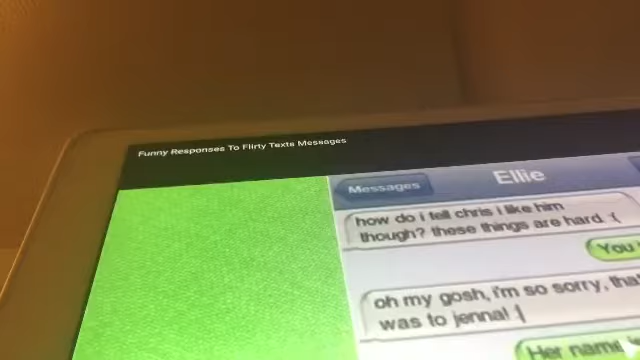 Funny Responses To Flirty Texts Messages
Messages
Ellie
how do i tell chris i like him
though? these things are hard. :(
You
oh my gosh, i'm so sorry, that
was to jenna! :|
Her name